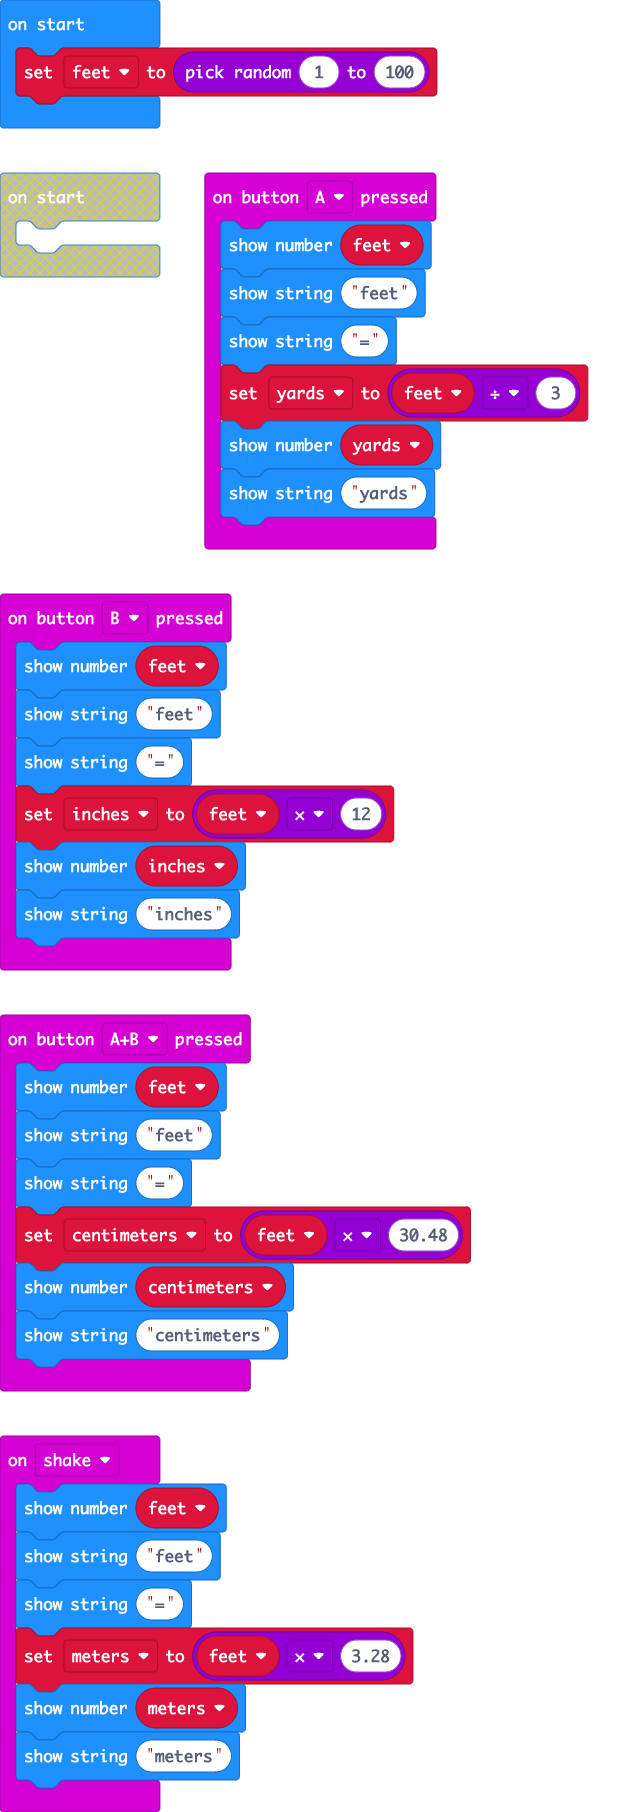 on start
set feet to pick random 1 to 100
on start
on button A pressed
show number feet
show string "feet"
show string "="
set yards to feet ÷ 3
show number yards
show string "yards"
on button B pressed
show number feet
show string "feet"
show string "="
set inches to feet × 12
show number inches
show string "inches"
on button A+B pressed
show number feet
show string "feet"
show string "="
set centimeters to feet × 30.48
show number centimeters
show string "centimeters"
on shake
show number feet
show string "feet"
show string "="
set meters to feet × 3.28
show number meters
show string "meters"